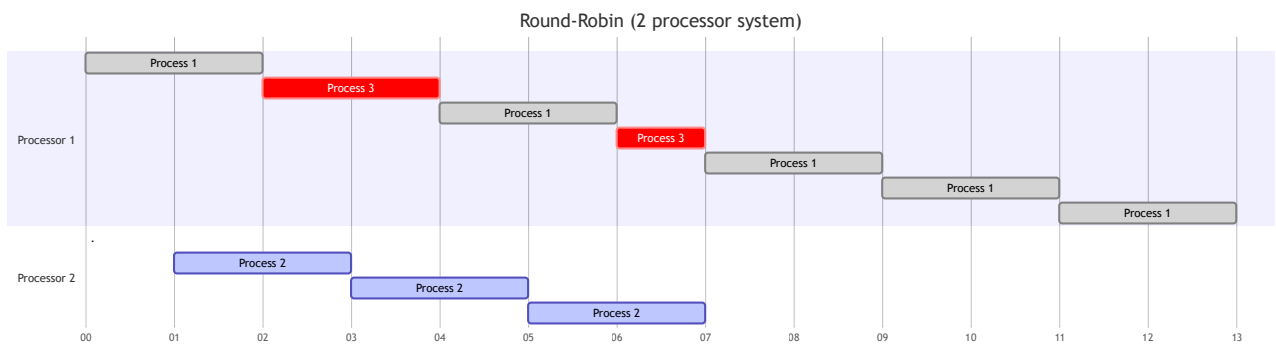 Round-Robin (2 processor system)
Process 1
Process 3
Process 1
Process 3
Processor 1
Process 1
Process 1
Process 1
.
Process 2
Processor 2
Process 2
Process 2
00 01 02 03 04 05 06 07 08 09 10 11 12 13